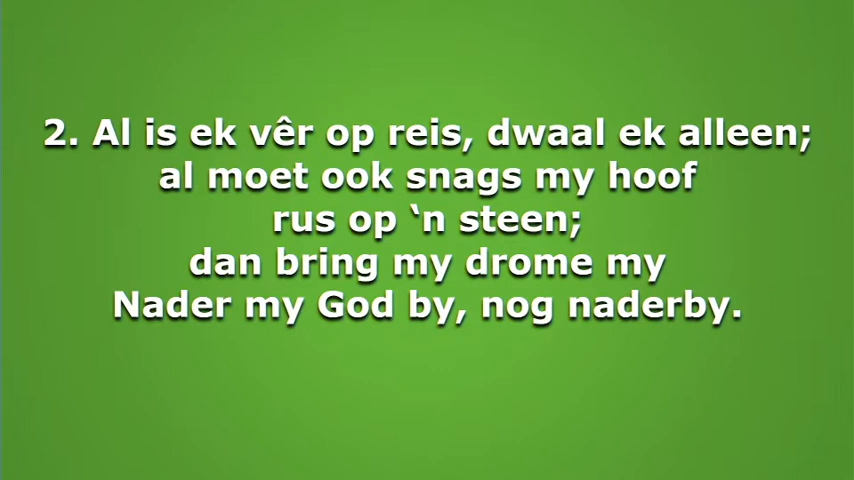 2. Al is ek vêr op reis, dwaal ek alleen;
al moet ook snags my hoof
rus op ‘n steen;
dan bring my drome my
Nader my God by, nog naderby.